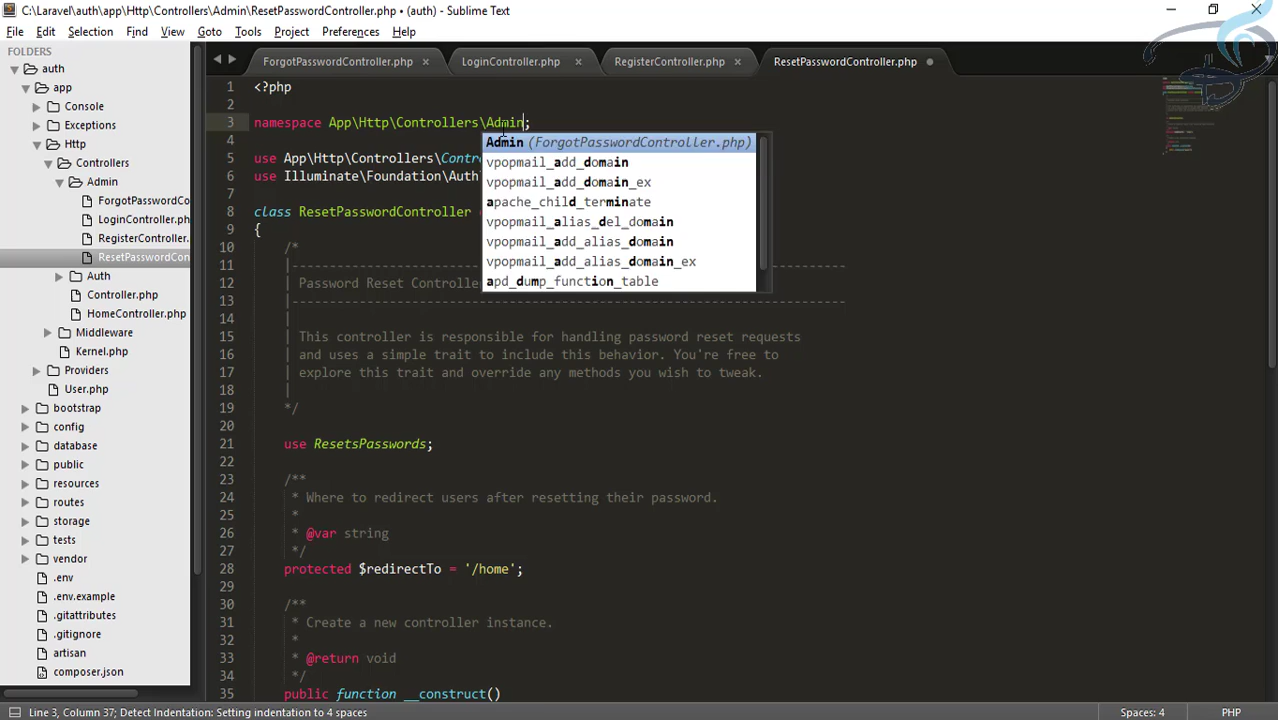 C:\Laravel\auth\app\Http\Controllers\Admin\ResetPasswordController.php • (auth) - Sublime Text
File Edit Selection Find View Goto Tools Project Preferences Help
FOLDERS
auth
app
Console
Exceptions
Http
Controllers
Admin
ForgotPasswordCo
LoginController.ph
RegisterController.
ResetPasswordCon
Auth
Controller.php
HomeController.php
Middleware
Kernel.php
Providers
User.php
bootstrap
config
database
public
resources
routes
storage
tests
vendor
.env
.env.example
.gitattributes
.gitignore
artisan
composer.json
ForgotPasswordController.php × LoginController.php × RegisterController.php × ResetPasswordController.php
1 <?php
2
3 namespace App\Http\Controllers\Admin;
4
5 use App\Http\Controllers\Contr
6 use Illuminate\Foundation\Auth
7
8 class ResetPasswordController
9 {
10 /*
11 |--------------------------------------------------------------------------
12 | Password Reset Controlle
13 |--------------------------------------------------------------------------
14 |
15 | This controller is responsible for handling password reset requests
16 | and uses a simple trait to include this behavior. You're free to
17 | explore this trait and override any methods you wish to tweak.
18 |
19 */
20
21 use ResetsPasswords;
22
23 /**
24 * Where to redirect users after resetting their password.
25 *
26 * @var string
27 */
28 protected $redirectTo = '/home';
29
30 /**
31 * Create a new controller instance.
32 *
33 * @return void
34 */
35 public function __construct()
Admin (ForgotPasswordController.php)
vpopmail_add_domain
vpopmail_add_domain_ex
apache_child_terminate
vpopmail_alias_del_domain
vpopmail_add_alias_domain
vpopmail_add_alias_domain_ex
apd_dump_function_table
Line 3, Column 37; Detect Indentation: Setting indentation to 4 spaces
Spaces: 4
PHP